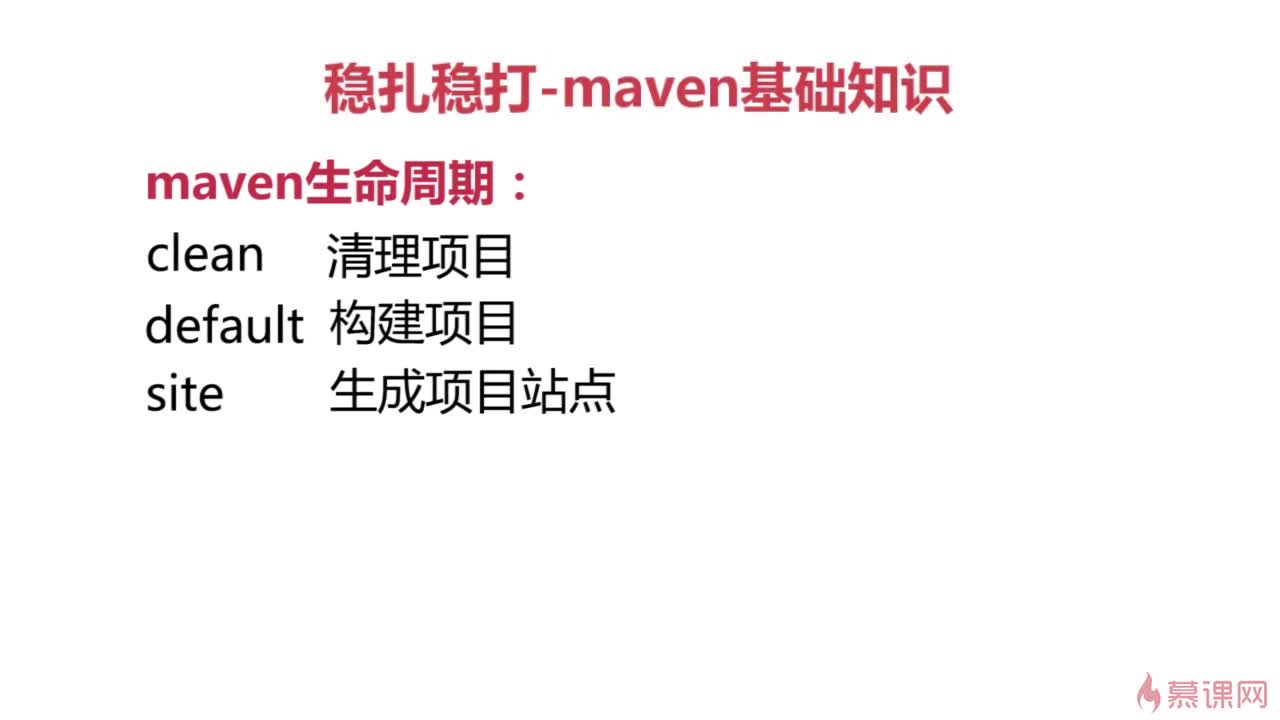 稳扎稳打-maven基础知识
maven生命周期：
clean 清理项目
default 构建项目
site 生成项目站点
慕课网